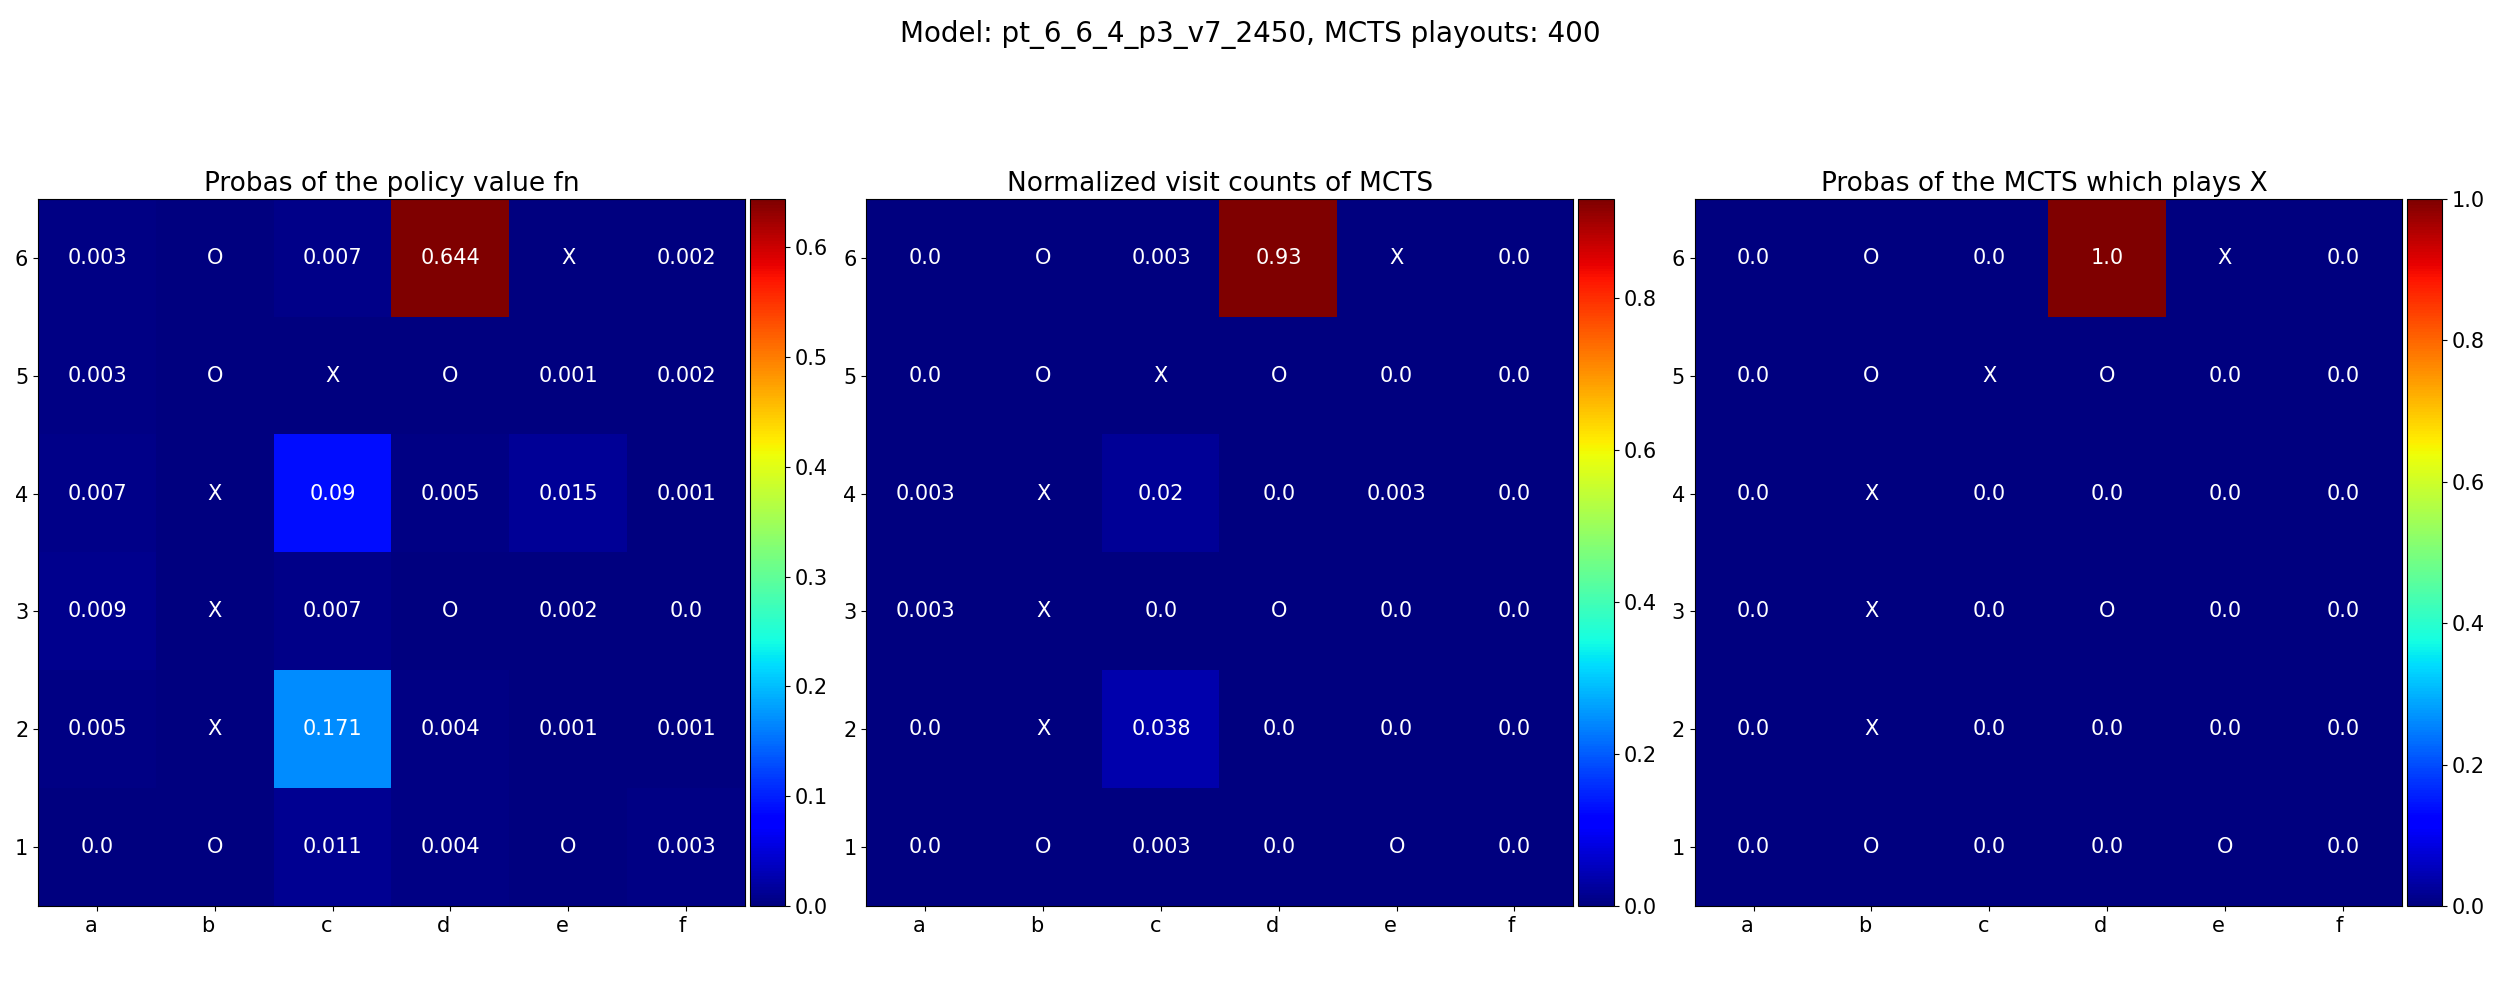 Model: pt_6_6_4_p3_v7_2450, MCTS playouts: 400
Probas of the policy value fn
6 0.003 O 0.007 0.644 X 0.002
5 0.003 O X O 0.001 0.002
4 0.007 X 0.09 0.005 0.015 0.001
3 0.009 X 0.007 O 0.002 0.0
2 0.005 X 0.171 0.004 0.001 0.001
1 0.0 O 0.011 0.004 O 0.003
a b c d e f
0.6
0.5
0.4
0.3
0.2
0.1
0.0
Normalized visit counts of MCTS
6 0.0 O 0.003 0.93 X 0.0
5 0.0 O X O 0.0 0.0
4 0.003 X 0.02 0.0 0.003 0.0
3 0.003 X 0.0 O 0.0 0.0
2 0.0 X 0.038 0.0 0.0 0.0
1 0.0 O 0.003 0.0 O 0.0
a b c d e f
0.8
0.6
0.4
0.2
0.0
Probas of the MCTS which plays X
6 0.0 O 0.0 1.0 X 0.0
5 0.0 O X O 0.0 0.0
4 0.0 X 0.0 0.0 0.0 0.0
3 0.0 X 0.0 O 0.0 0.0
2 0.0 X 0.0 0.0 0.0 0.0
1 0.0 O 0.0 0.0 O 0.0
a b c d e f
1.0
0.8
0.6
0.4
0.2
0.0